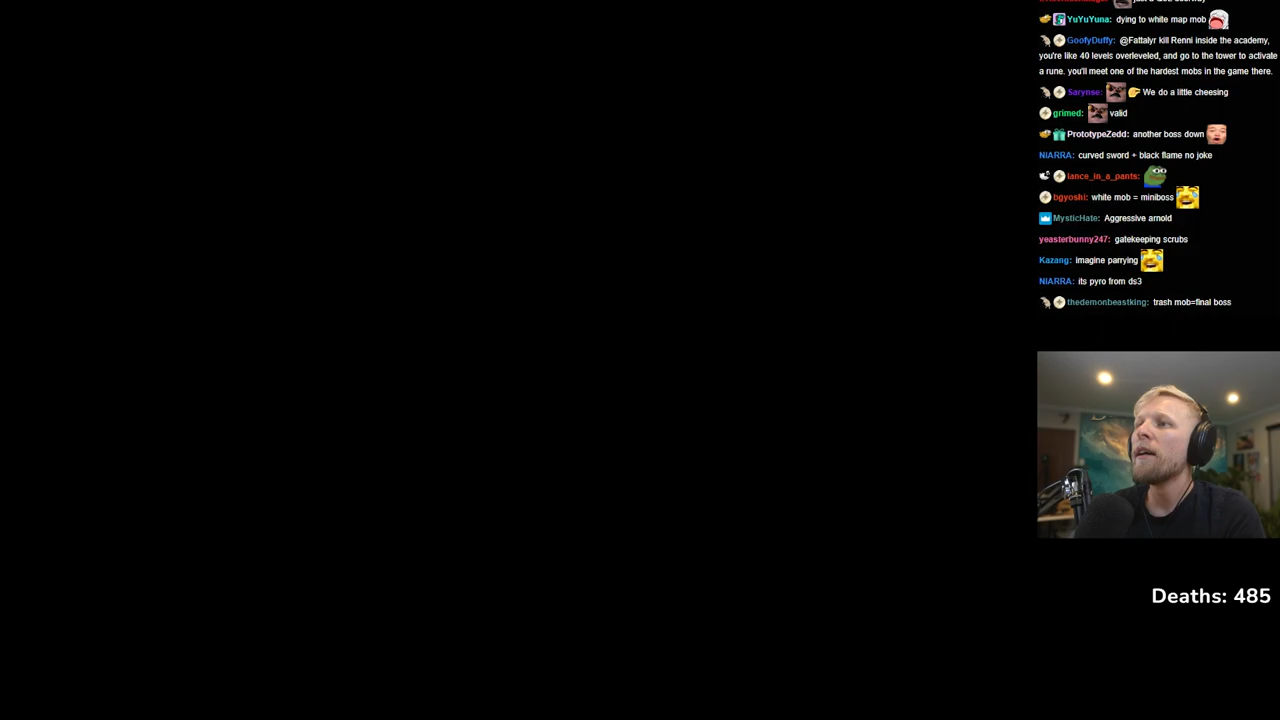 YuYuYuna: dying to white map mob
GoofyDuffy: @Fattalyr kill Renni inside the academy,
you're like 40 levels overleveled, and go to the tower to activate
a rune. you'll meet one of the hardest mobs in the game there.
Sarynse: We do a little cheesing
grimed: valid
PrototypeZedd: another boss down
NIARRA: curved sword + black flame no joke
lance_in_a_pants:
bgyoshi: white mob = miniboss
MysticHate: Aggressive arnold
yeasterbunny247: gatekeeping scrubs
Kazang: imagine parrying
NIARRA: its pyro from ds3
thedemonbeastking: trash mob=final boss
Deaths: 485